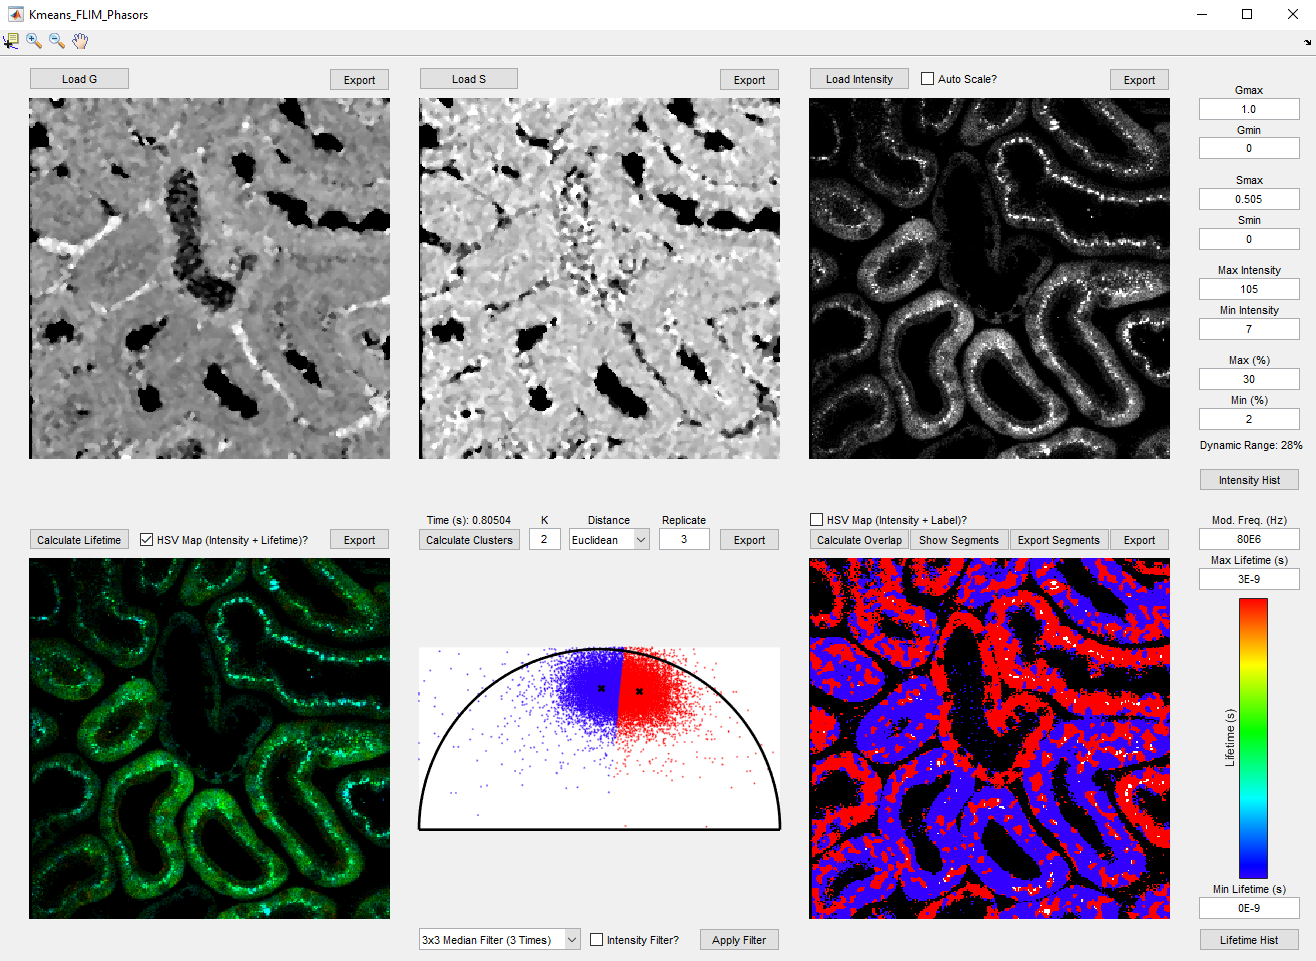 Kmeans_FLIM_Phasors
Load G
Export
Load S
Export
Load Intensity
Auto Scale?
Export
Gmax
1.0
Gmin
0
Smax
0.505
Smin
0
Max Intensity
105
Min Intensity
7
Max (%)
30
Min (%)
2
Dynamic Range: 28%
Intensity Hist
Calculate Lifetime
HSV Map (Intensity + Lifetime)?
Export
Time (s): 0.80504
K
Distance
Replicate
Calculate Clusters
2
Euclidean
3
Export
HSV Map (Intensity + Label)?
Calculate Overlap
Show Segments
Export Segments
Export
Mod. Freq. (Hz)
80E6
Max Lifetime (s)
3E-9
Lifetime (s)
Min Lifetime (s)
0E-9
3x3 Median Filter (3 Times)
Intensity Filter?
Apply Filter
Lifetime Hist